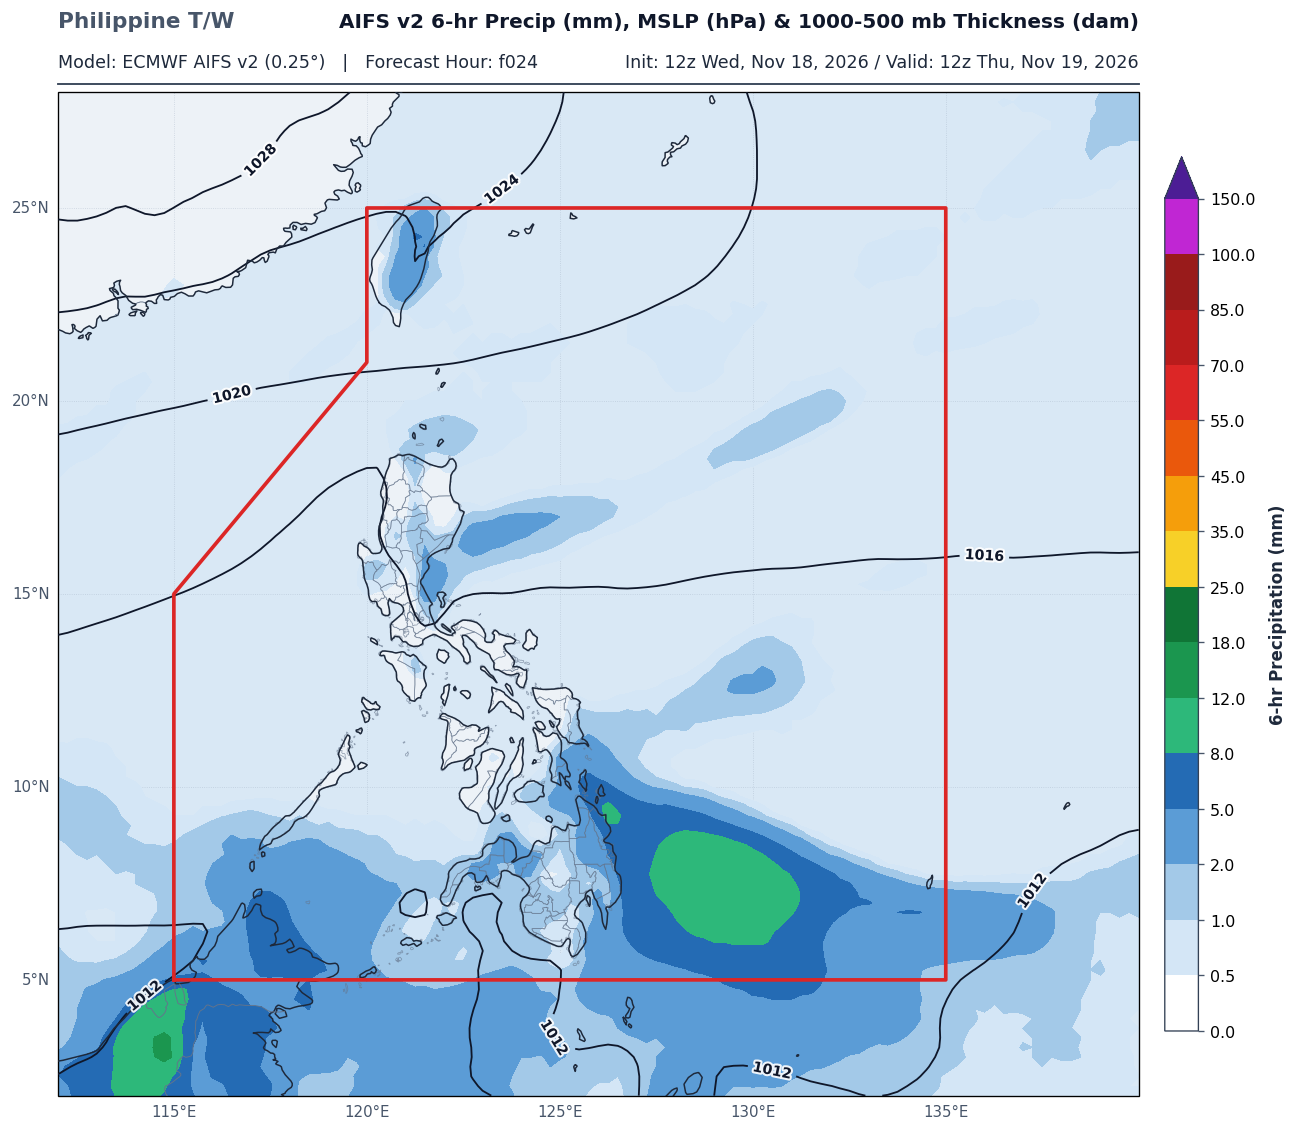 Philippine T/W
AIFS v2 6-hr Precip (mm), MSLP (hPa) & 1000-500 mb Thickness (dam)
Model: ECMWF AIFS v2 (0.25°) | Forecast Hour: f024
Init: 12z Wed, Nov 18, 2026 / Valid: 12z Thu, Nov 19, 2026
1028
1024
25°N
1020
20°N
1016
15°N
10°N
1012
5°N
1012
1012
1012
115°E
120°E
125°E
130°E
135°E
150.0
100.0
85.0
70.0
55.0
45.0
35.0
25.0
18.0
12.0
8.0
5.0
2.0
1.0
0.5
0.0
6-hr Precipitation (mm)